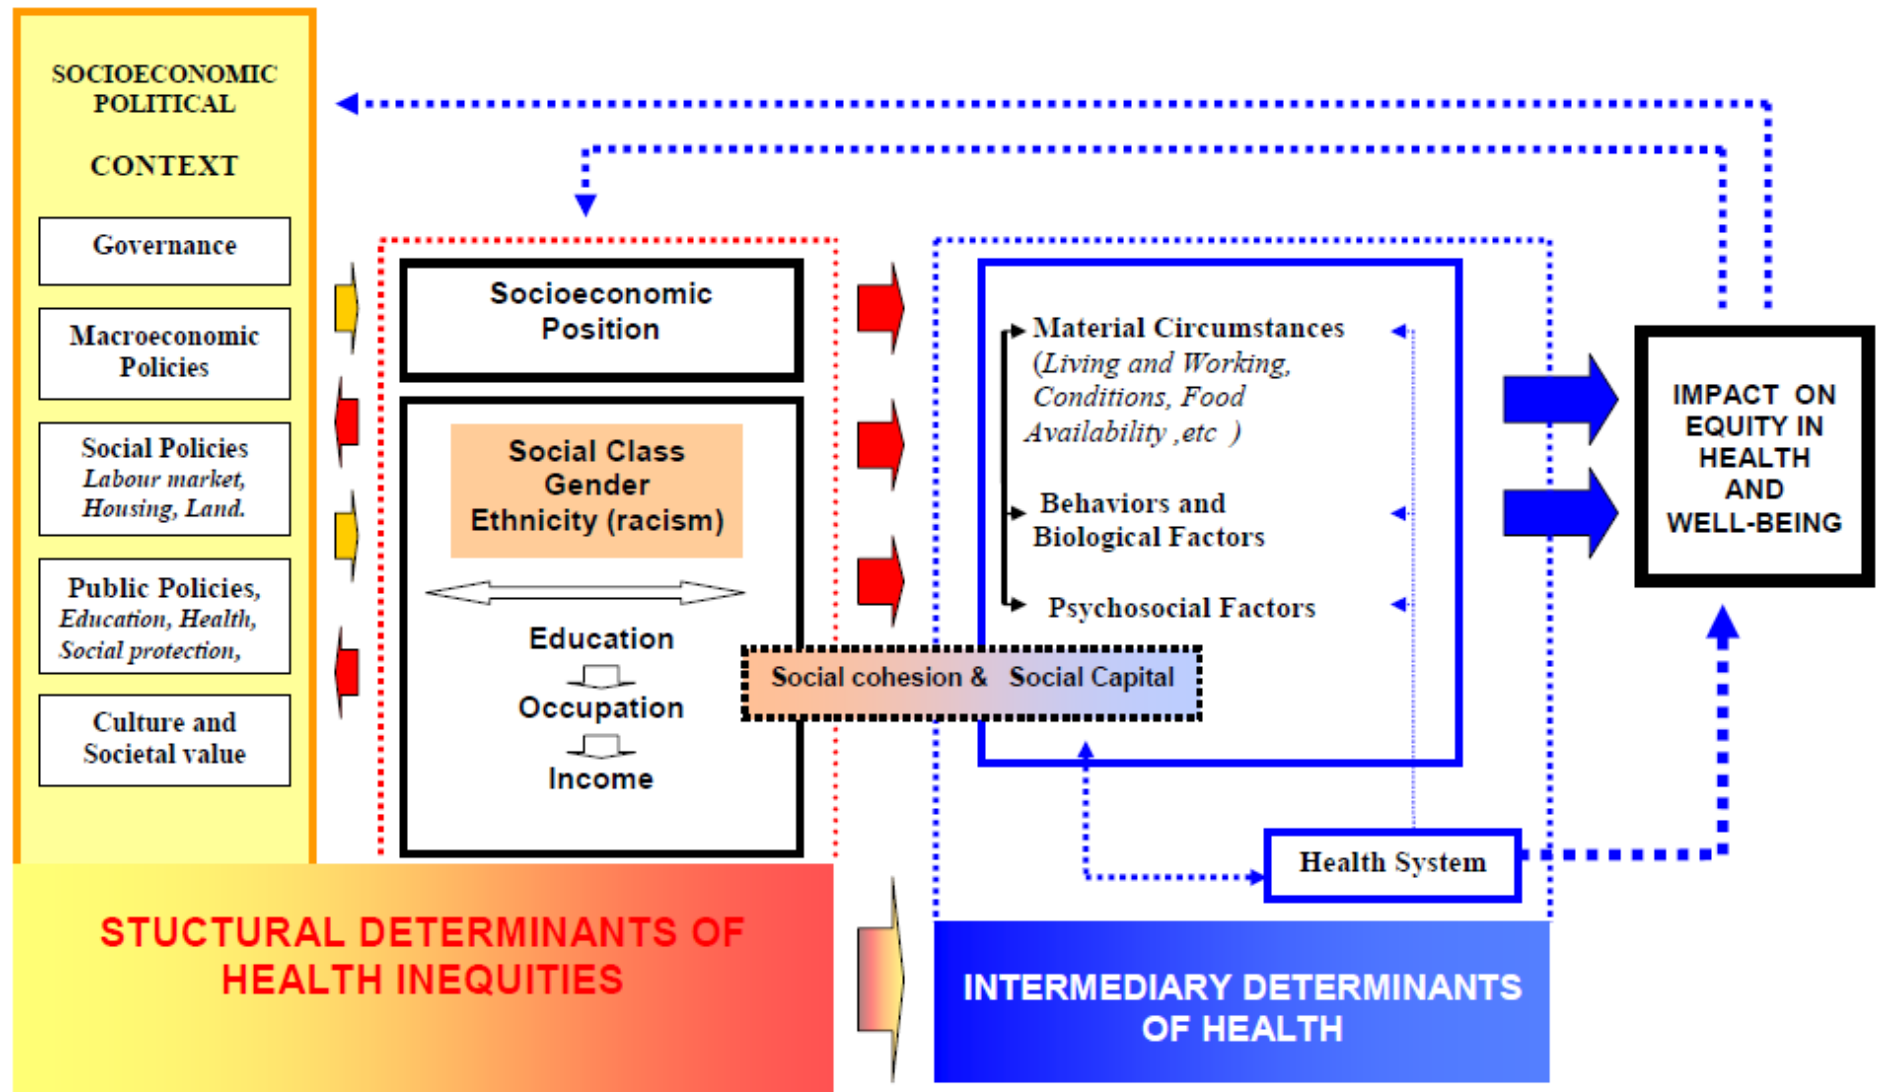 SOCIOECONOMIC
POLITICAL
CONTEXT
Governance
Macroeconomic
Policies
Social Policies
Labour market,
Housing, Land.
Public Policies,
Education, Health,
Social protection,
Culture and
Societal value
Socioeconomic
Position
Social Class
Gender
Ethnicity (racism)
Education
Occupation
Income
Social cohesion & Social Capital
Material Circumstances
(Living and Working,
Conditions, Food
Availability ,etc )
Behaviors and
Biological Factors
Psychosocial Factors
Health System
IMPACT ON
EQUITY IN
HEALTH
AND
WELL-BEING
STUCTURAL DETERMINANTS OF
HEALTH INEQUITIES
INTERMEDIARY DETERMINANTS
OF HEALTH